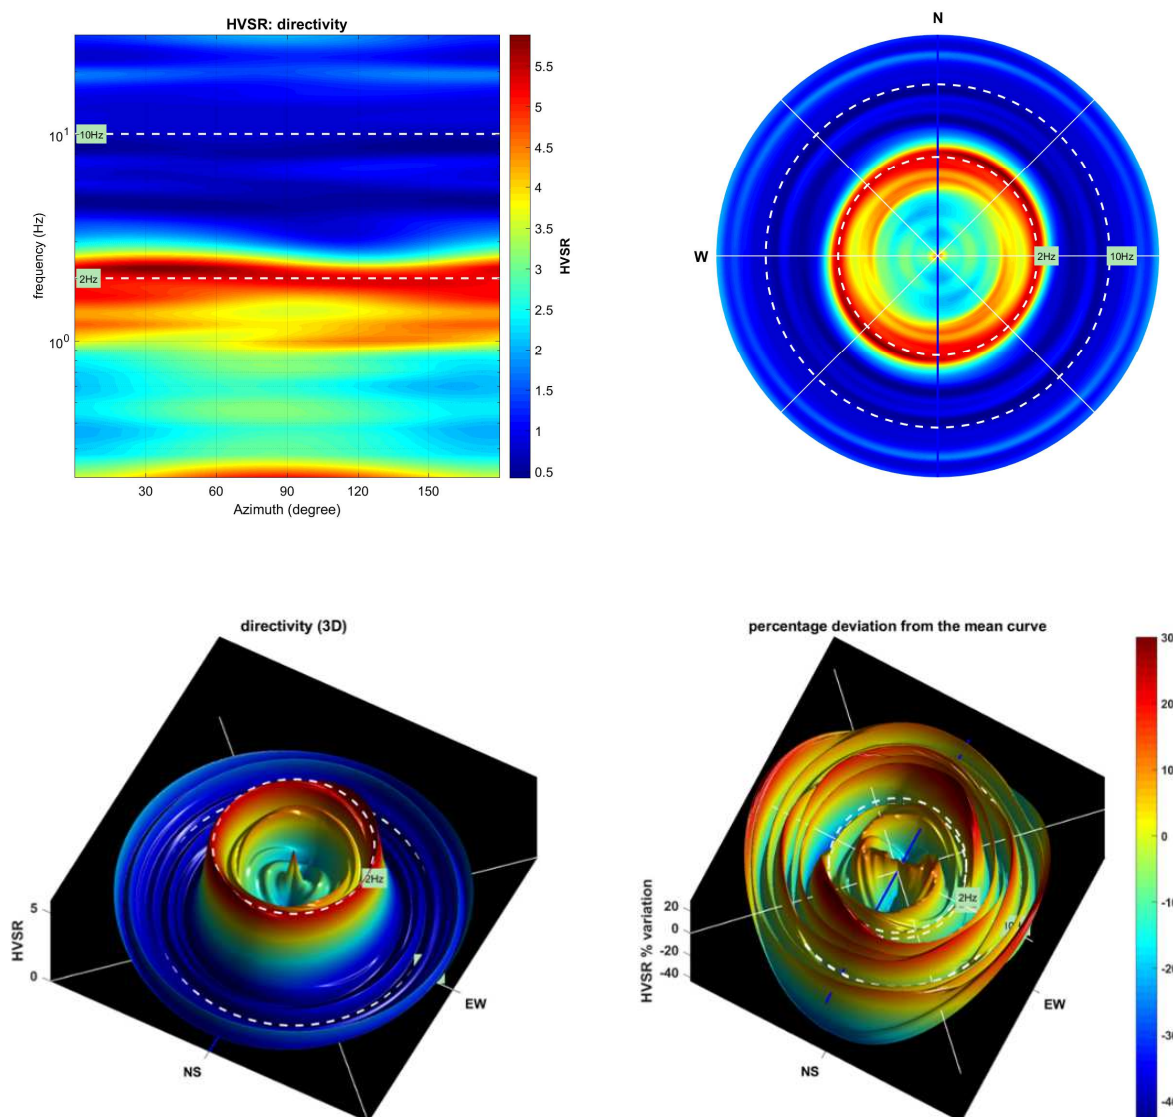 HVSR: directivity
10¹
10⁰
10Hz
2Hz
frequency (Hz)
30
60
90
120
150
Azimuth (degree)
5.5
5
4.5
4
3.5
3
2.5
2
1.5
1
0.5
HVSR
N
W
2Hz
10Hz
directivity (3D)
5
0
HVSR
2Hz
EW
NS
percentage deviation from the mean curve
20
0
-20
-40
HVSR % variation
2Hz
EW
NS
30
20
10
0
-10
-20